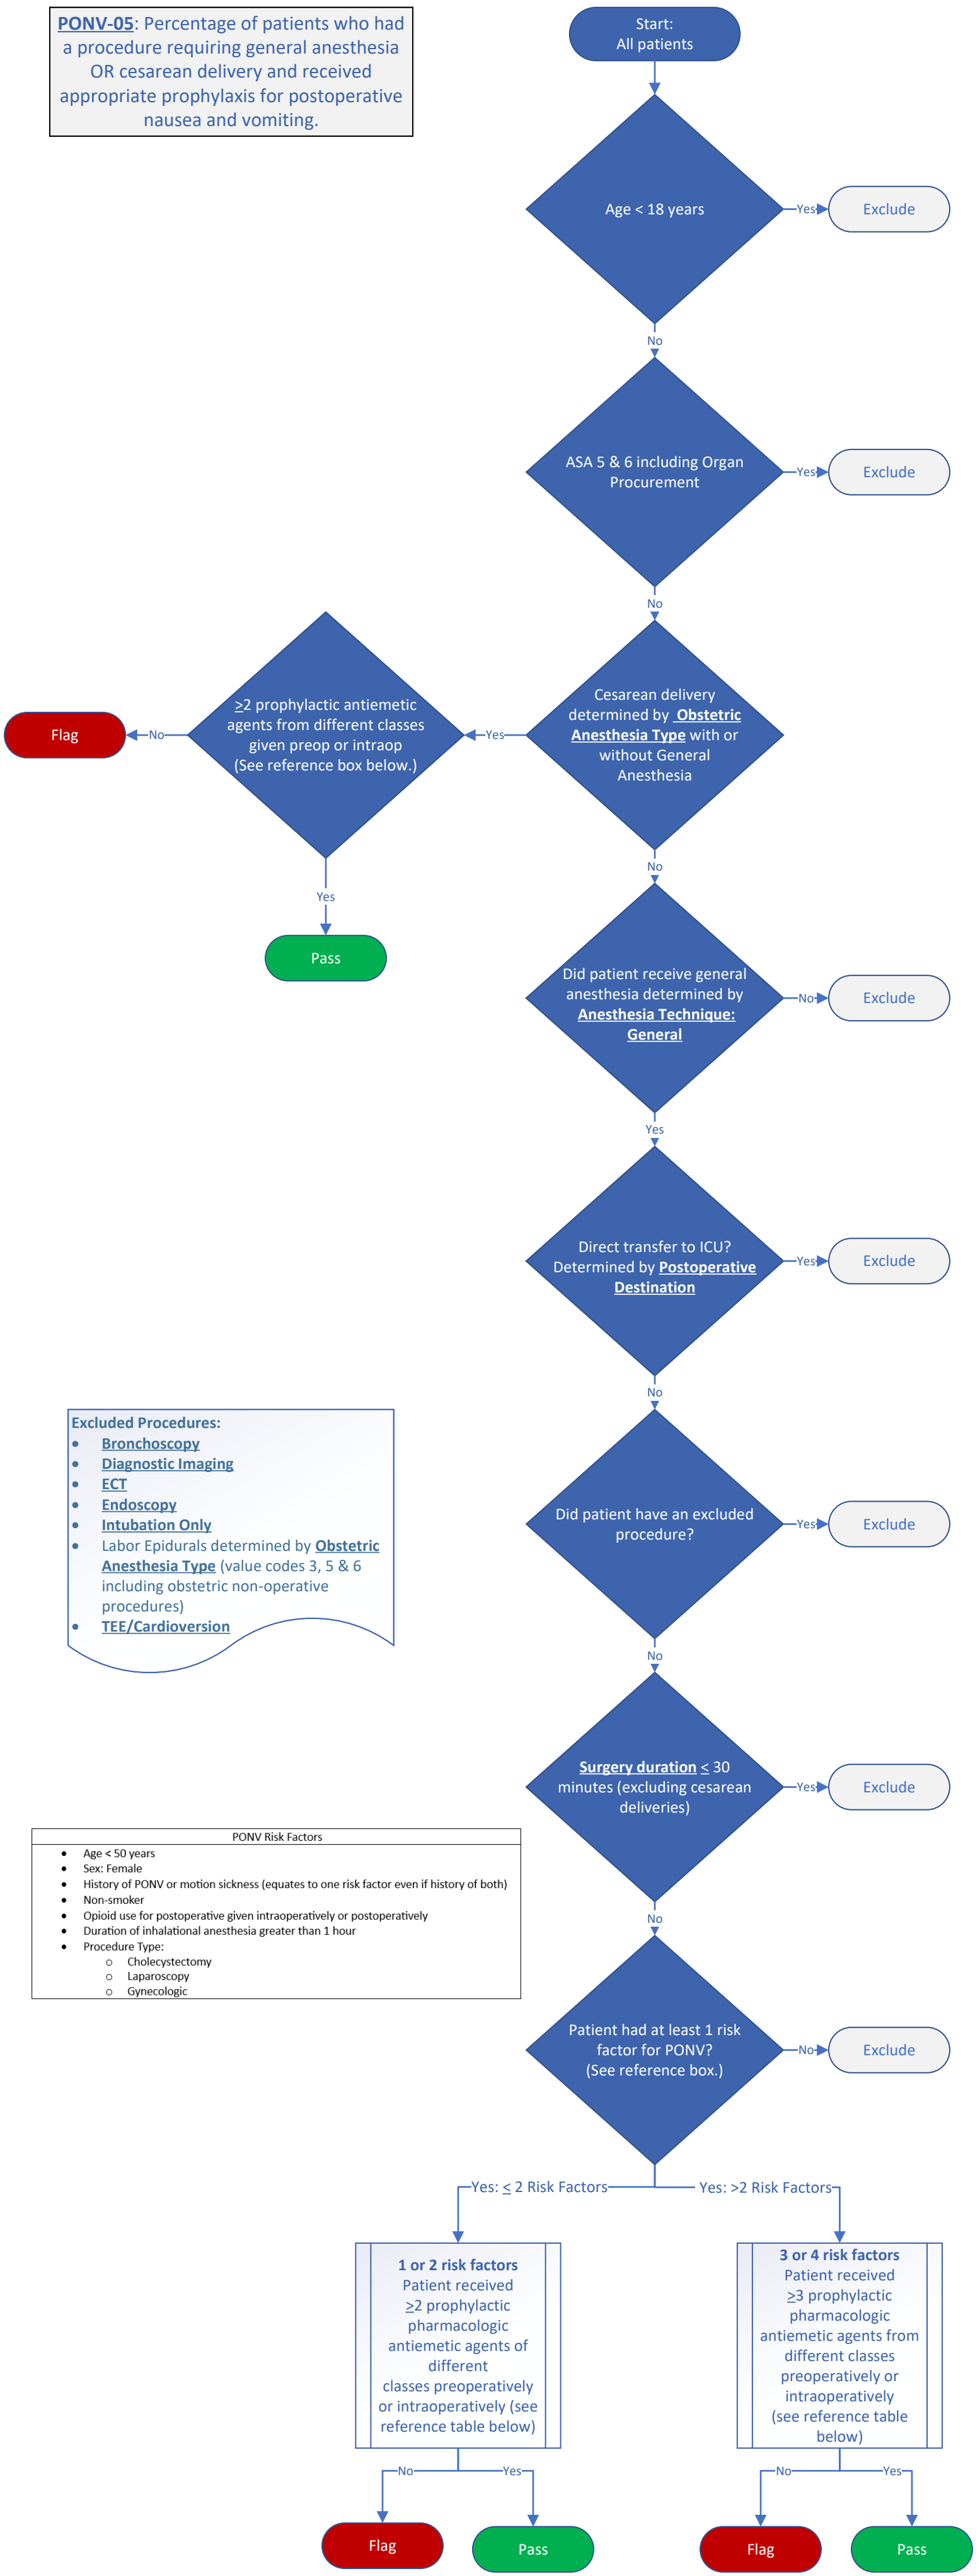 PONV-05: Percentage of patients who had
a procedure requiring general anesthesia
OR cesarean delivery and received
appropriate prophylaxis for postoperative
nausea and vomiting.
Start:
All patients
Age < 18 years
Yes
Exclude
No
ASA 5 & 6 including Organ
Procurement
Yes
Exclude
No
Cesarean delivery
determined by Obstetric
Anesthesia Type with or
without General
Anesthesia
Yes
≥2 prophylactic antiemetic
agents from different classes
given preop or intraop
(See reference box below.)
No
Flag
Yes
Pass
No
Did patient receive general
anesthesia determined by
Anesthesia Technique:
General
No
Exclude
Yes
Direct transfer to ICU?
Determined by Postoperative
Destination
Yes
Exclude
No
Excluded Procedures:
• Bronchoscopy
• Diagnostic Imaging
• ECT
• Endoscopy
• Intubation Only
• Labor Epidurals determined by Obstetric
Anesthesia Type (value codes 3, 5 & 6
including obstetric non-operative
procedures)
• TEE/Cardioversion
Did patient have an excluded
procedure?
Yes
Exclude
No
Surgery duration ≤ 30
minutes (excluding cesarean
deliveries)
Yes
Exclude
No
PONV Risk Factors
• Age < 50 years
• Sex: Female
• History of PONV or motion sickness (equates to one risk factor even if history of both)
• Non-smoker
• Opioid use for postoperative given intraoperatively or postoperatively
• Duration of inhalational anesthesia greater than 1 hour
• Procedure Type:
o Cholecystectomy
o Laparoscopy
o Gynecologic
Patient had at least 1 risk
factor for PONV?
(See reference box.)
No
Exclude
Yes: ≤ 2 Risk Factors
Yes: >2 Risk Factors
1 or 2 risk factors
Patient received
≥2 prophylactic
pharmacologic
antiemetic agents of
different
classes preoperatively
or intraoperatively (see
reference table below)
3 or 4 risk factors
Patient received
≥3 prophylactic
pharmacologic
antiemetic agents from
different classes
preoperatively or
intraoperatively
(see reference table
below)
No
Yes
No
Yes
Flag
Pass
Flag
Pass